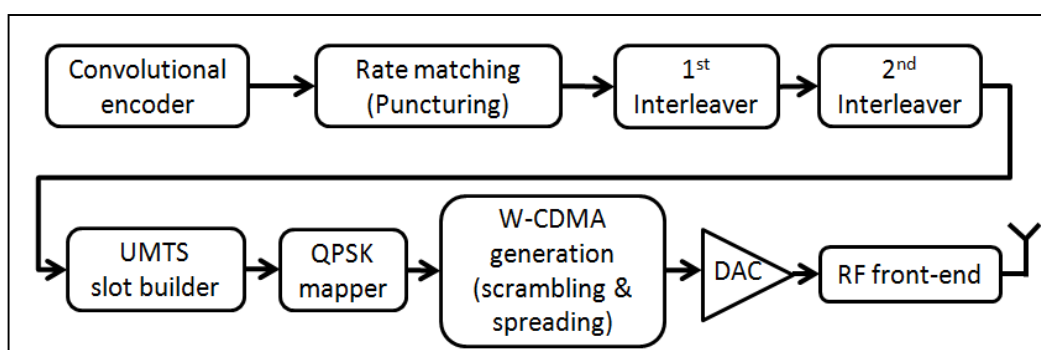 Convolutional
encoder
Rate matching
(Puncturing)
1st
Interleaver
2nd
Interleaver
UMTS
slot builder
QPSK
mapper
W-CDMA
generation
(scrambling &
spreading)
DAC
RF front-end